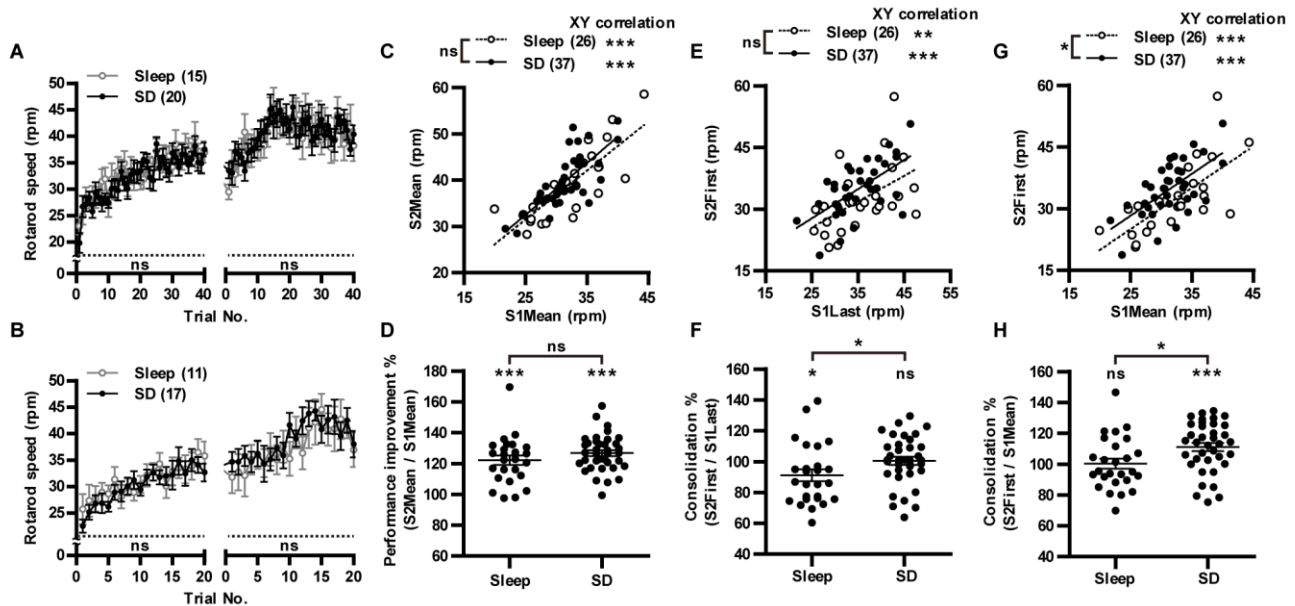 A
Sleep (15)
SD (20)
Rotarod speed (rpm)
50
45
40
35
30
25
20
0
ns
ns
0 10 20 30 40
0 10 20 30 40
Trial No.
B
Sleep (11)
SD (17)
Rotarod speed (rpm)
50
45
35
25
0
ns
ns
0 5 10 15 20
0 5 10 15 20
Trial No.
C
XY correlation
ns
Sleep (26) ***
SD (37) ***
S2Mean (rpm)
60
50
40
30
20
15 25 35 45
S1Mean (rpm)
D
ns
*** ***
Performance improvement %
(S2Mean / S1Mean)
200
180
160
140
120
100
80
60
Sleep SD
E
XY correlation
ns
Sleep (26) **
SD (37) ***
S2First (rpm)
60
45
30
15
15 25 35 45 55
S1Last (rpm)
F
*
* ns
Consolidation %
(S2First / S1Last)
160
140
120
100
80
60
40
Sleep SD
G
XY correlation
*
Sleep (26) ***
SD (37) ***
S2First (rpm)
60
45
30
15
15 25 35 45
S1Mean (rpm)
H
*
ns ***
Consolidation %
(S2First / S1Mean)
160
140
120
100
80
60
40
Sleep SD